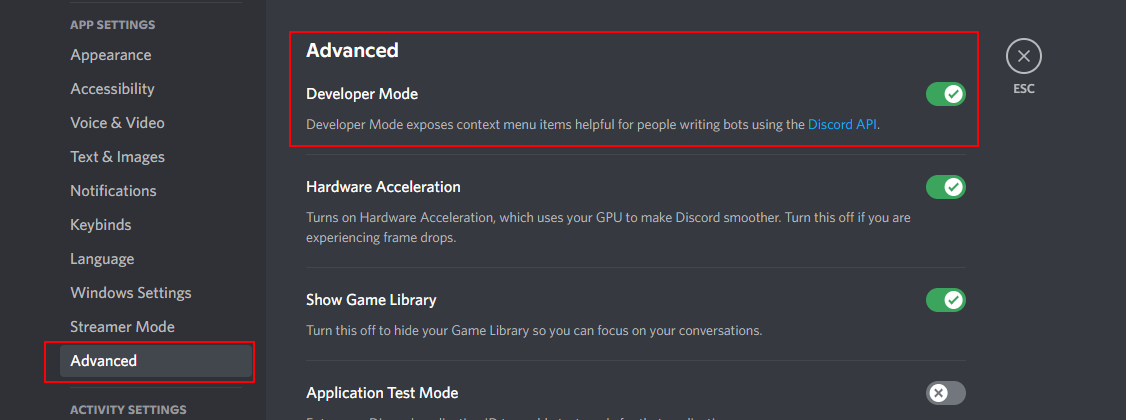 APP SETTINGS
Appearance
Accessibility
Voice & Video
Text & Images
Notifications
Keybinds
Language
Windows Settings
Streamer Mode
Advanced
ACTIVITY SETTINGS
Advanced
Developer Mode
Developer Mode exposes context menu items helpful for people writing bots using the Discord API.
Hardware Acceleration
Turns on Hardware Acceleration, which uses your GPU to make Discord smoother. Turn this off if you are
experiencing frame drops.
Show Game Library
Turn this off to hide your Game Library so you can focus on your conversations.
Application Test Mode
ESC